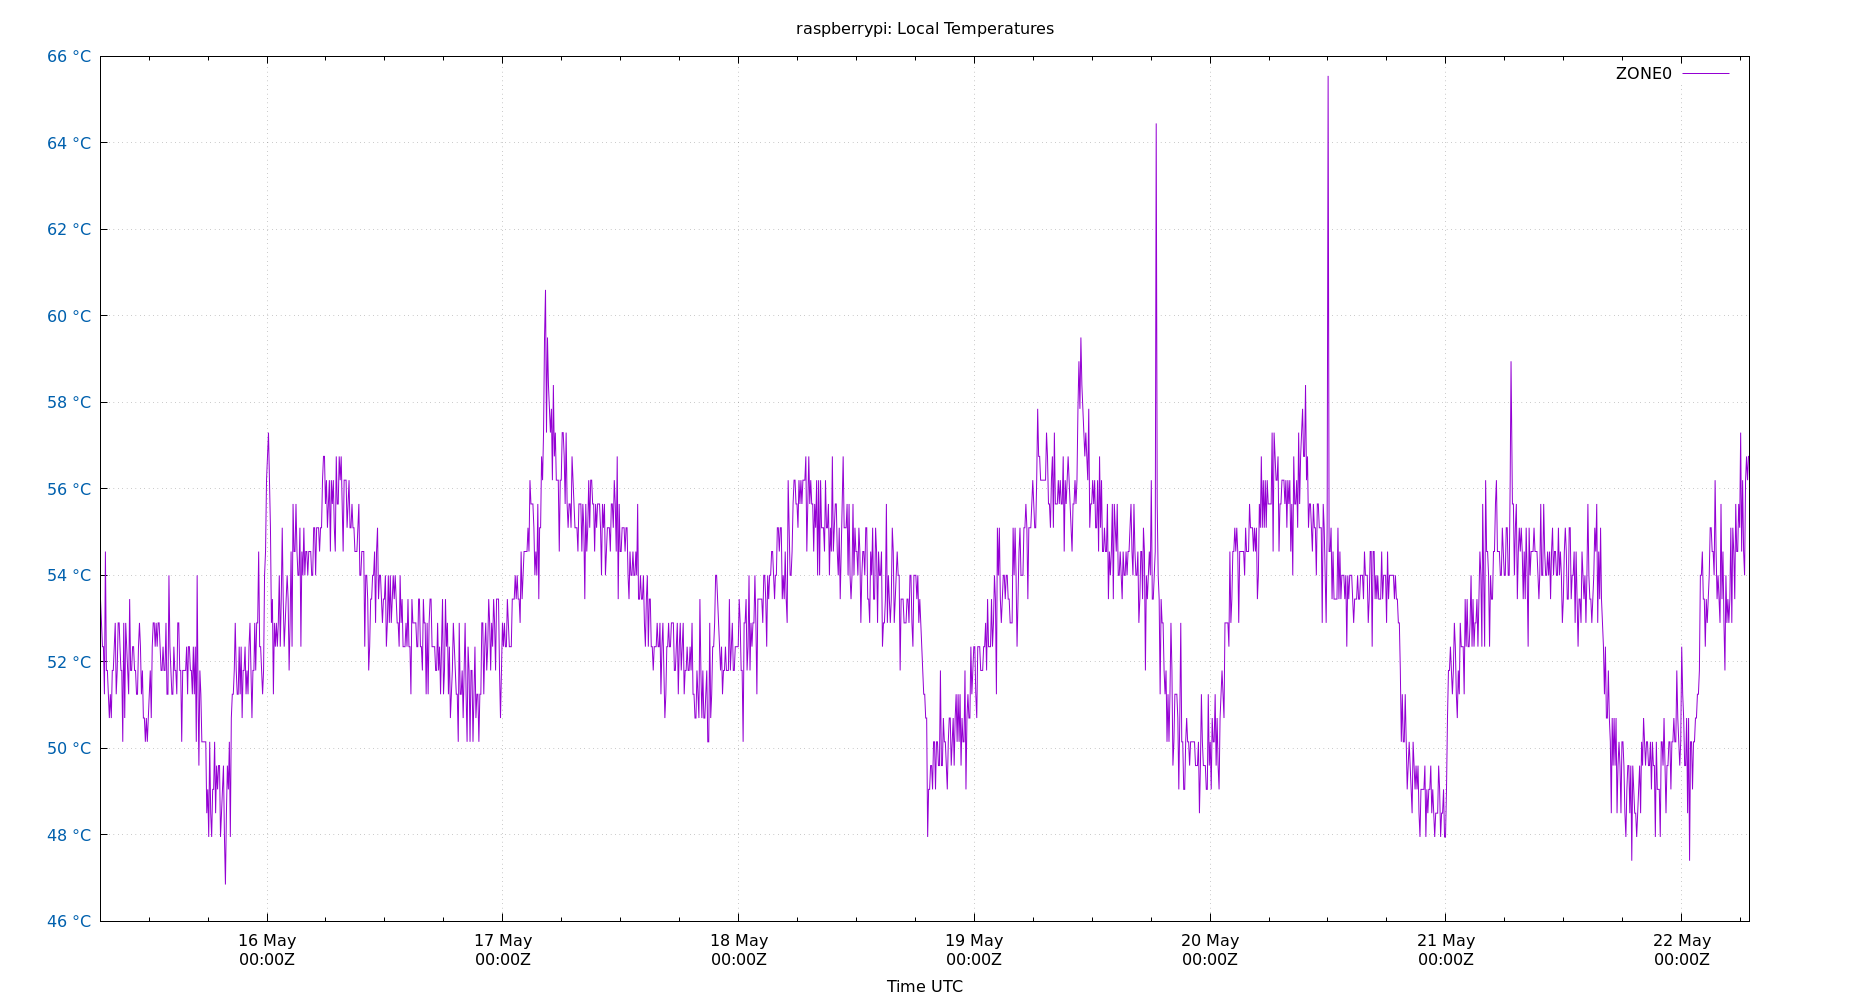 raspberrypi: Local Temperatures
66 °C
ZONE0
64 °C
62 °C
60 °C
58 °C
56 °C
54 °C
52 °C
50 °C
48 °C
46 °C
16 May 17 May 18 May 19 May 20 May 21 May 22 May
00:00Z 00:00Z 00:00Z 00:00Z 00:00Z 00:00Z 00:00Z
Time UTC